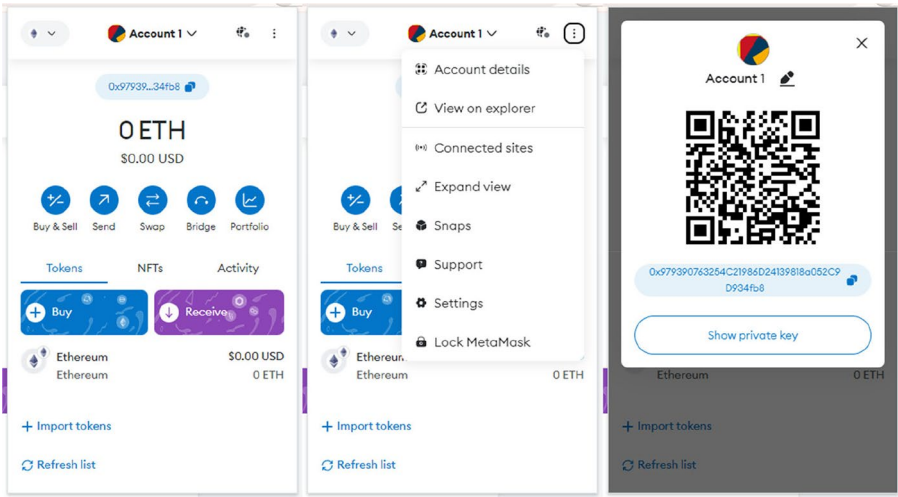 Account 1
0x97939...34fb8
0 ETH
$0.00 USD
Buy & Sell
Send
Swap
Bridge
Portfolio
Tokens
NFTs
Activity
Buy
Receive
Ethereum
$0.00 USD
Ethereum
0 ETH
+ Import tokens
Refresh list
Account 1
Account details
View on explorer
Connected sites
Expand view
Snaps
Support
Settings
Lock MetaMask
Buy & Sell
Tokens
Buy
Ethereum
Ethereum
0 ETH
+ Import tokens
Refresh list
Account 1
0x979390763254C21986D24139818a052C9
D934fb8
Show private key
Ethereum
0 ETH
+ Import tokens
Refresh list